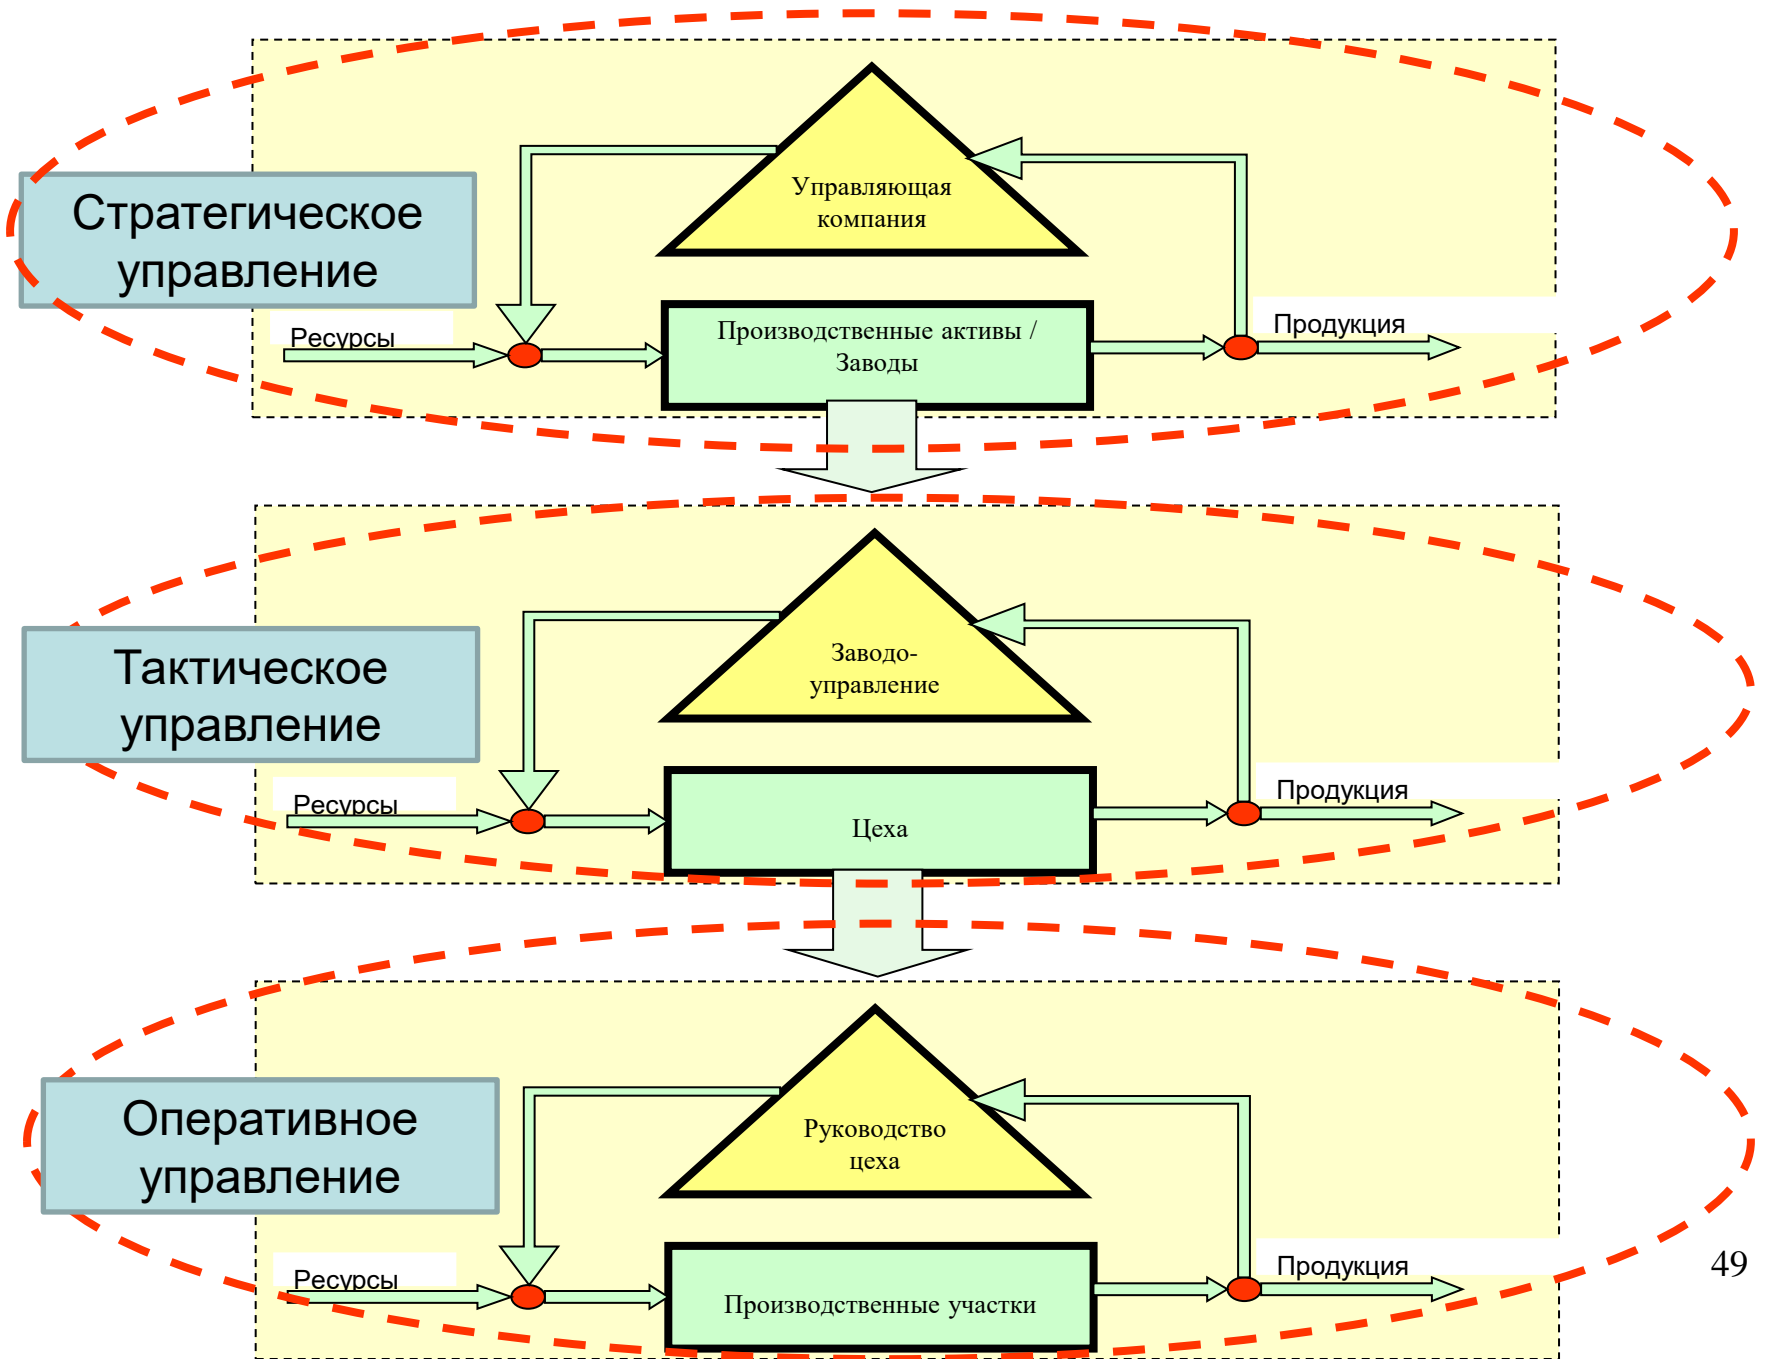 Управляющая
компания
Стратегическое
управление
Ресурсы
Производственные активы /
Заводы
Продукция
Заводо-
управление
Тактическое
управление
Ресурсы
Цеха
Продукция
Руководство
цеха
Оперативное
управление
Ресурсы
Производственные участки
Продукция
49